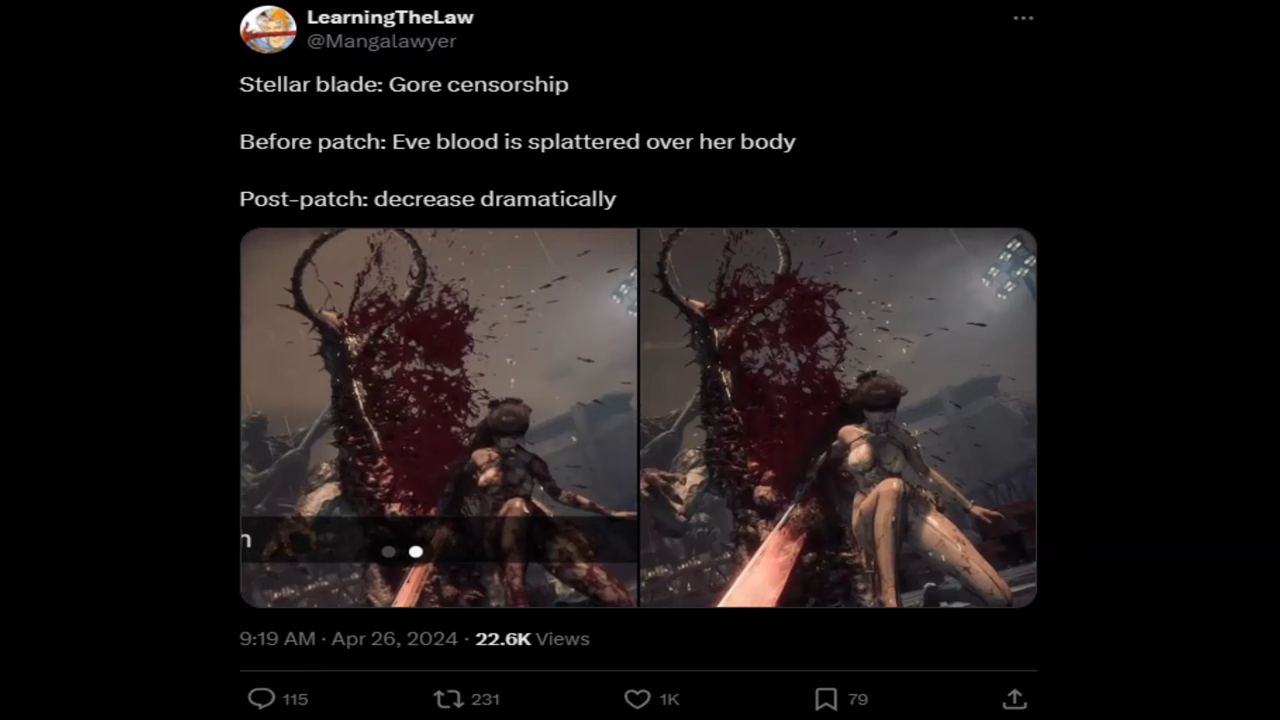 LearningTheLaw
@Mangalawyer
Stellar blade: Gore censorship
Before patch: Eve blood is splattered over her body
Post-patch: decrease dramatically
n
9:19 AM · Apr 26, 2024 · 22.6K Views
115 231 1K 79